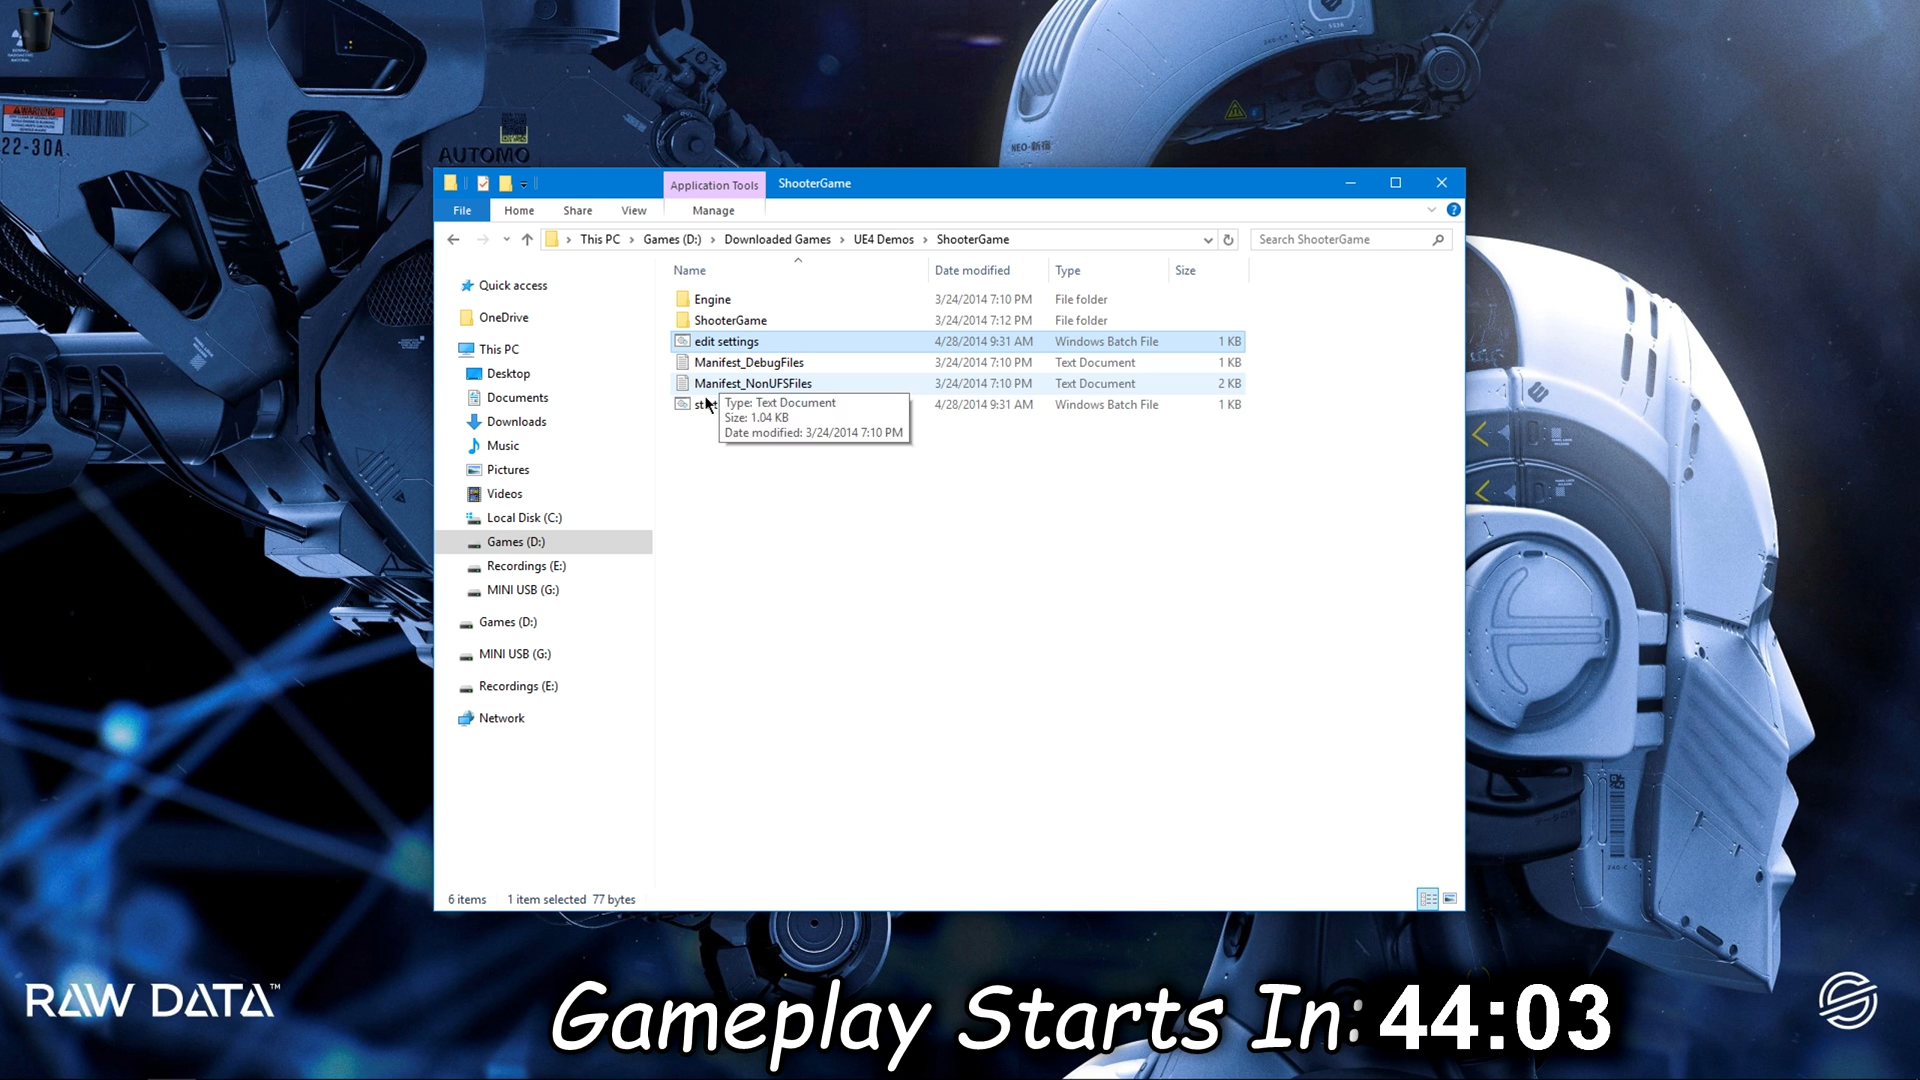 WARNING
22-30A.
AUTOMO
NEO-新宿
Application Tools
ShooterGame
File
Home
Share
View
Manage
This PC
Games (D:)
Downloaded Games
UE4 Demos
ShooterGame
Search ShooterGame
Name
Date modified
Type
Size
Quick access
OneDrive
This PC
Desktop
Documents
Downloads
Music
Pictures
Videos
Local Disk (C:)
Games (D:)
Recordings (E:)
MINI USB (G:)
Games (D:)
MINI USB (G:)
Recordings (E:)
Network
Engine 3/24/2014 7:10 PM File folder
ShooterGame 3/24/2014 7:12 PM File folder
edit settings 4/28/2014 9:31 AM Windows Batch File 1 KB
Manifest_DebugFiles 3/24/2014 7:10 PM Text Document 1 KB
Manifest_NonUFSFiles 3/24/2014 7:10 PM Text Document 2 KB
4/28/2014 9:31 AM Windows Batch File 1 KB
Type: Text Document
Size: 1.04 KB
Date modified: 3/24/2014 7:10 PM
6 items
1 item selected 77 bytes
RAW DATA™
Gameplay Starts In: 44:03